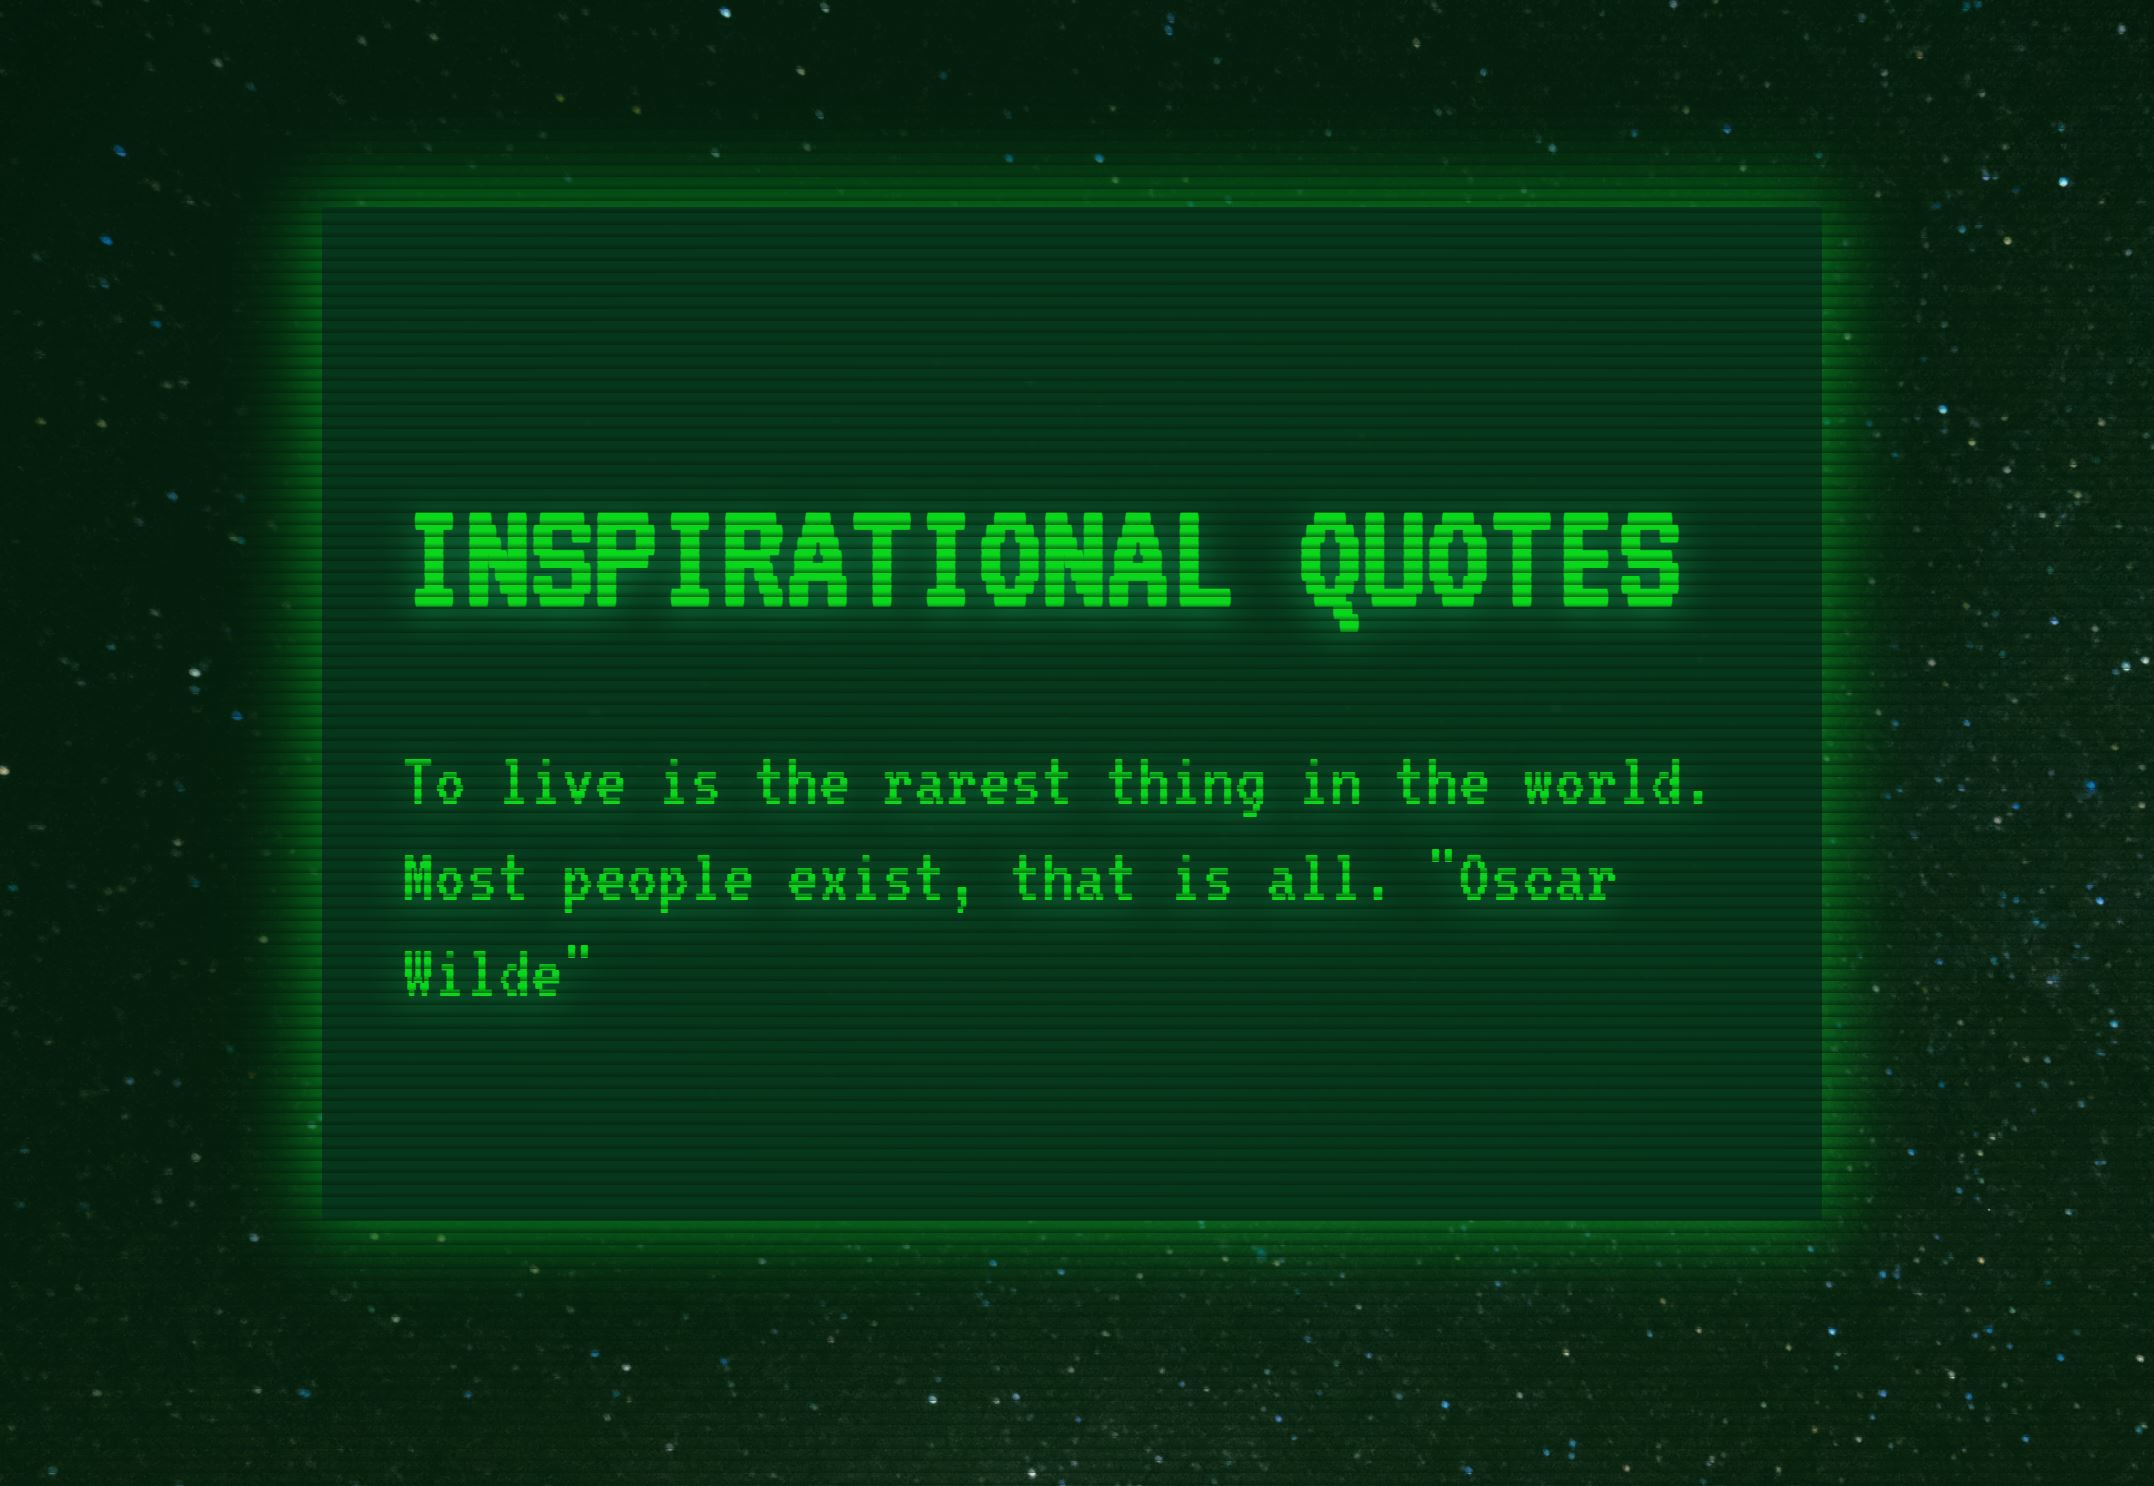 INSPIRATIONAL QUOTES
To live is the rarest thing in the world.
Most people exist, that is all. "Oscar
Wilde"